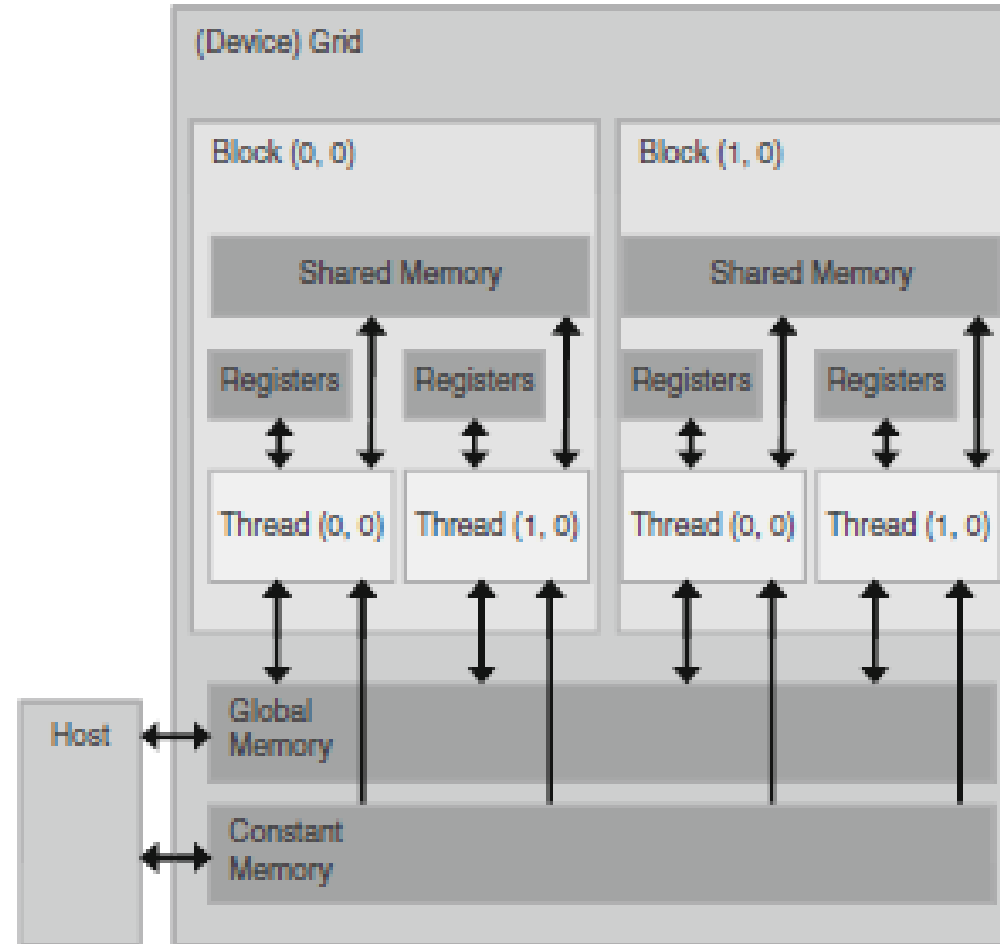 (Device) Grid
Block (0, 0)
Block (1, 0)
Shared Memory
Shared Memory
Registers
Registers
Registers
Registers
Thread (0, 0)
Thread (1, 0)
Thread (0, 0)
Thread (1, 0)
Host
Global
Memory
Constant
Memory